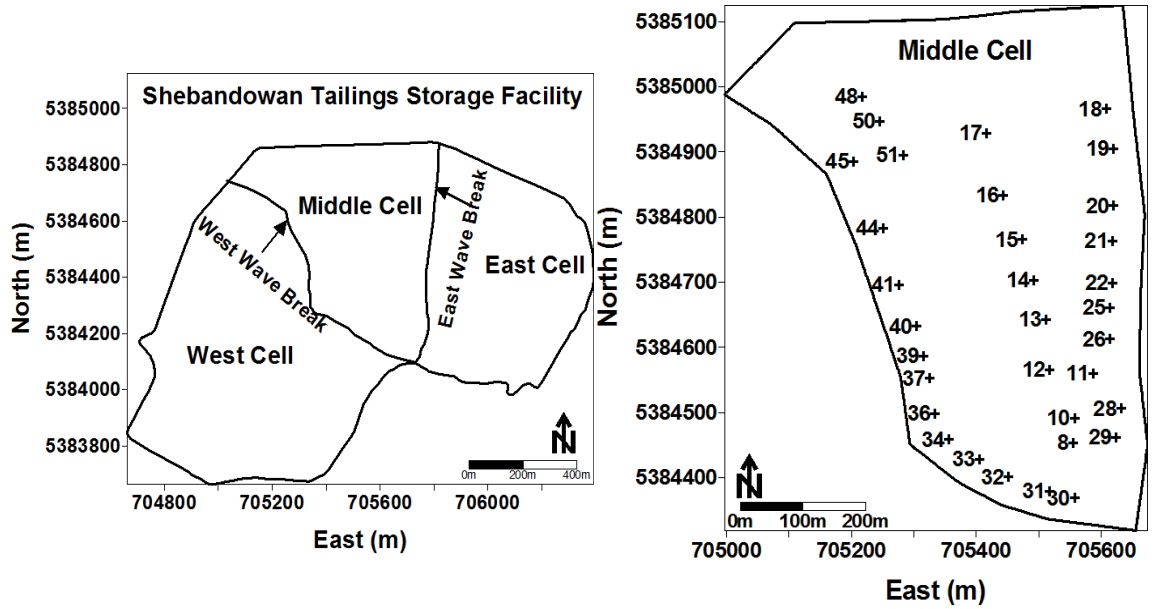 Shebandowan Tailings Storage Facility
5385000
5384800
5384600
5384400
5384200
5384000
5383800
North (m)
Middle Cell
West Wave Break
East Wave Break
East Cell
West Cell
N
0m 200m 400m
704800 705200 705600 706000
East (m)
Middle Cell
5385100
5385000
5384900
5384800
5384700
5384600
5384500
5384400
North (m)
48+
50+
45+
51+
17+
18+
19+
16+
20+
44+
15+
21+
41+
14+
22+
25+
40+
13+
26+
39+
37+
12+
11+
36+
10+
28+
34+
8+
29+
33+
32+
31+
30+
N
0m 100m 200m
705000 705200 705400 705600
East (m)